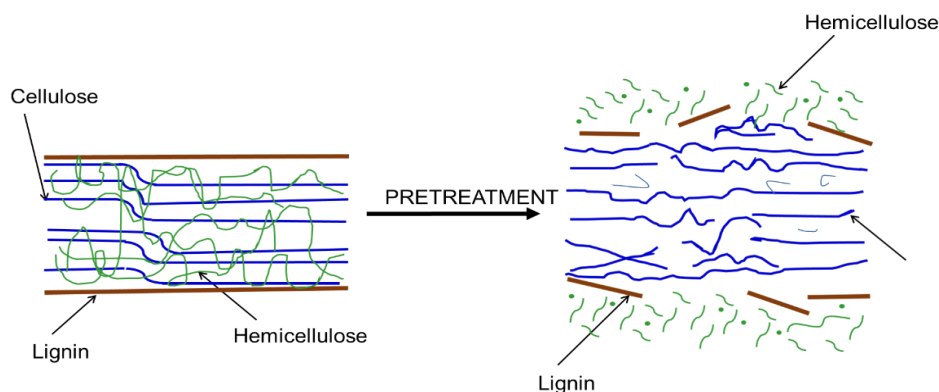 Hemicellulose
Cellulose
PRETREATMENT
Hemicellulose
Lignin
Lignin